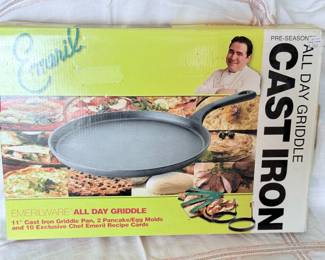 Emeril
PRE-SEASONED
ALL DAY GRIDDLE
CAST IRON
EMERILWARE ALL DAY GRIDDLE
11" Cast Iron Griddle Pan, 2 Pancake/Egg Molds
and 10 Exclusive Chef Emeril Recipe Cards